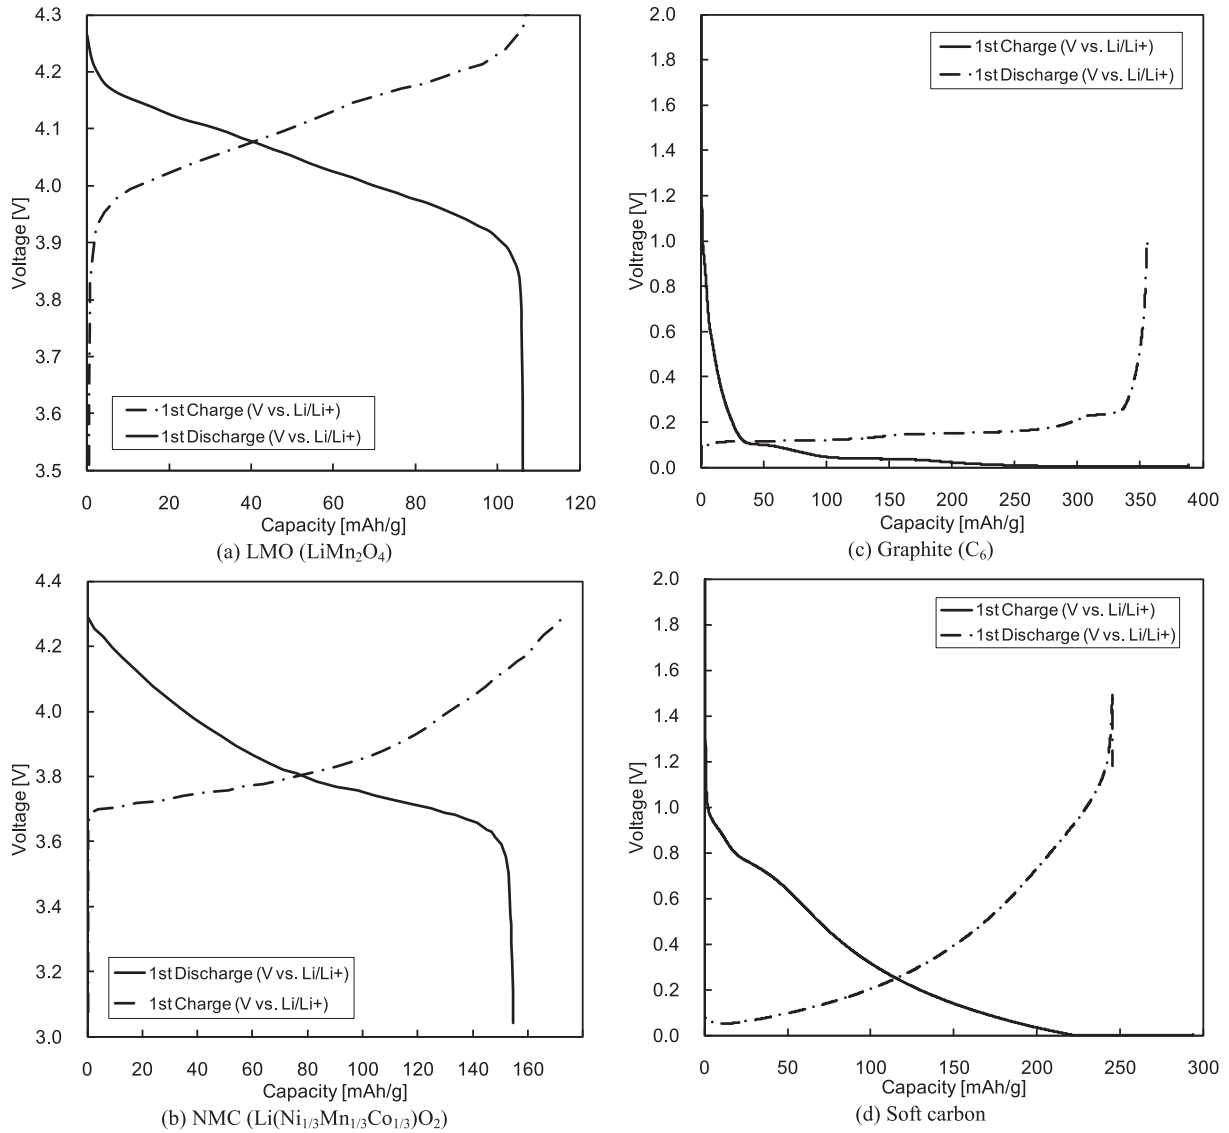 4.3
4.2
4.1
4.0
3.9
3.8
3.7
3.6
3.5
Voltage [V]
1st Charge (V vs. Li/Li+)
1st Discharge (V vs. Li/Li+)
0 20 40 60 80 100 120
Capacity [mAh/g]
(a) LMO (LiMn₂O₄)
2.0
1.8
1.6
1.4
1.2
1.0
0.8
0.6
0.4
0.2
0.0
Voltrage [V]
1st Charge (V vs. Li/Li+)
1st Discharge (V vs. Li/Li+)
0 50 100 150 200 250 300 350 400
Capacity [mAh/g]
(c) Graphite (C₆)
4.4
4.2
4.0
3.8
3.6
3.4
3.2
3.0
Voltage [V]
1st Discharge (V vs. Li/Li+)
1st Charge (V vs. Li/Li+)
0 20 40 60 80 100 120 140 160
Capacity [mAh/g]
(b) NMC (Li(Ni₁/₃Mn₁/₃Co₁/₃)O₂
2.0
1.8
1.6
1.4
1.2
1.0
0.8
0.6
0.4
0.2
0.0
Voltage [V]
1st Charge (V vs. Li/Li+)
1st Discharge (V vs. Li/Li+)
0 50 100 150 200 250 300
Capacity [mAh/g]
(d) Soft carbon